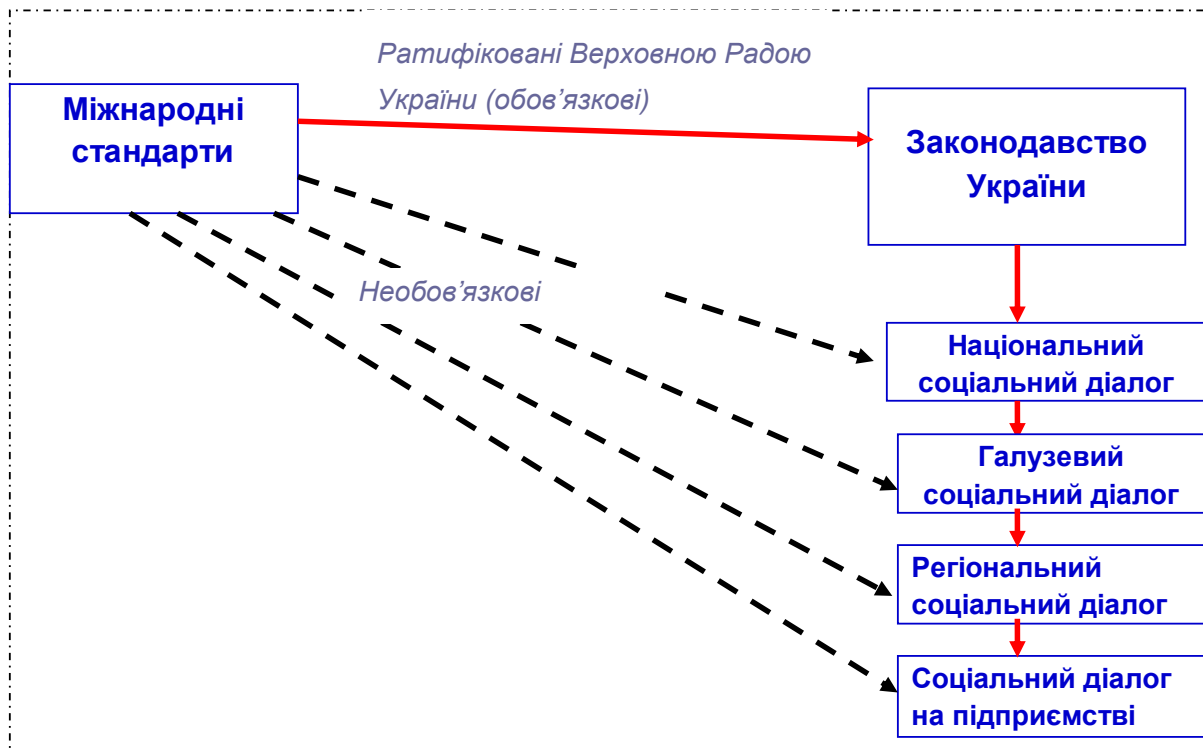 Ратифіковані Верховною Радою
України (обов’язкові)
Міжнародні
стандарти
Законодавство
України
Необов’язкові
Національний
соціальний діалог
Галузевий
соціальний діалог
Регіональний
соціальний діалог
Соціальний діалог
на підприємстві